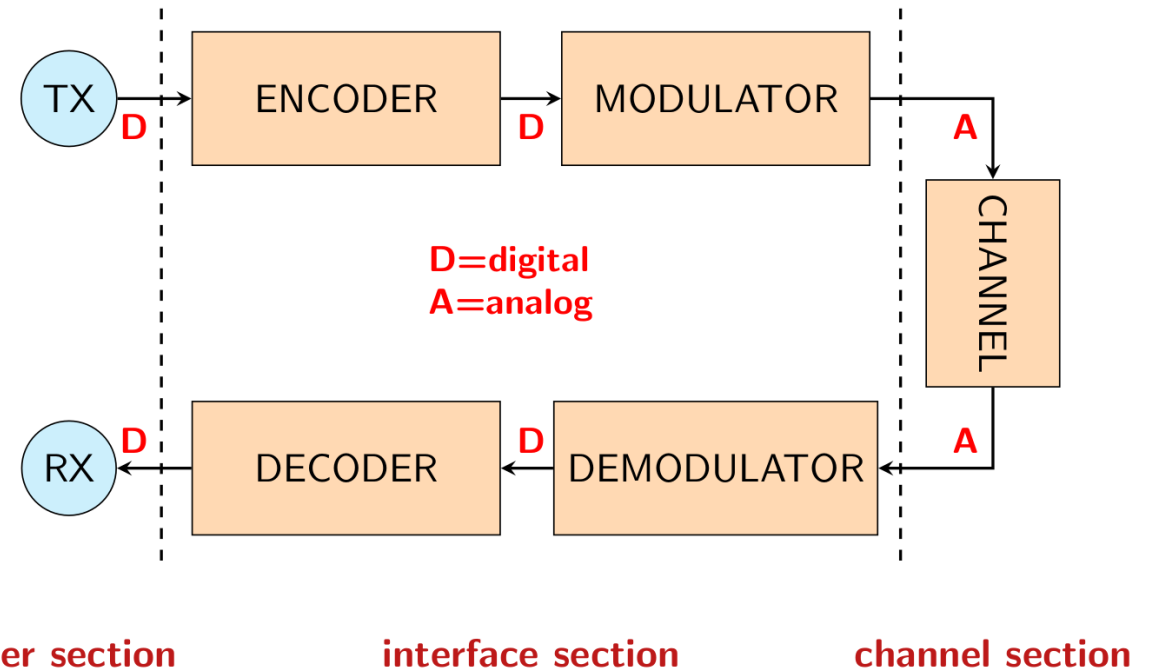 TX
D
ENCODER
D
MODULATOR
A
CHANNEL
D=digital
A=analog
RX
D
DECODER
D
DEMODULATOR
A
er section
interface section
channel section